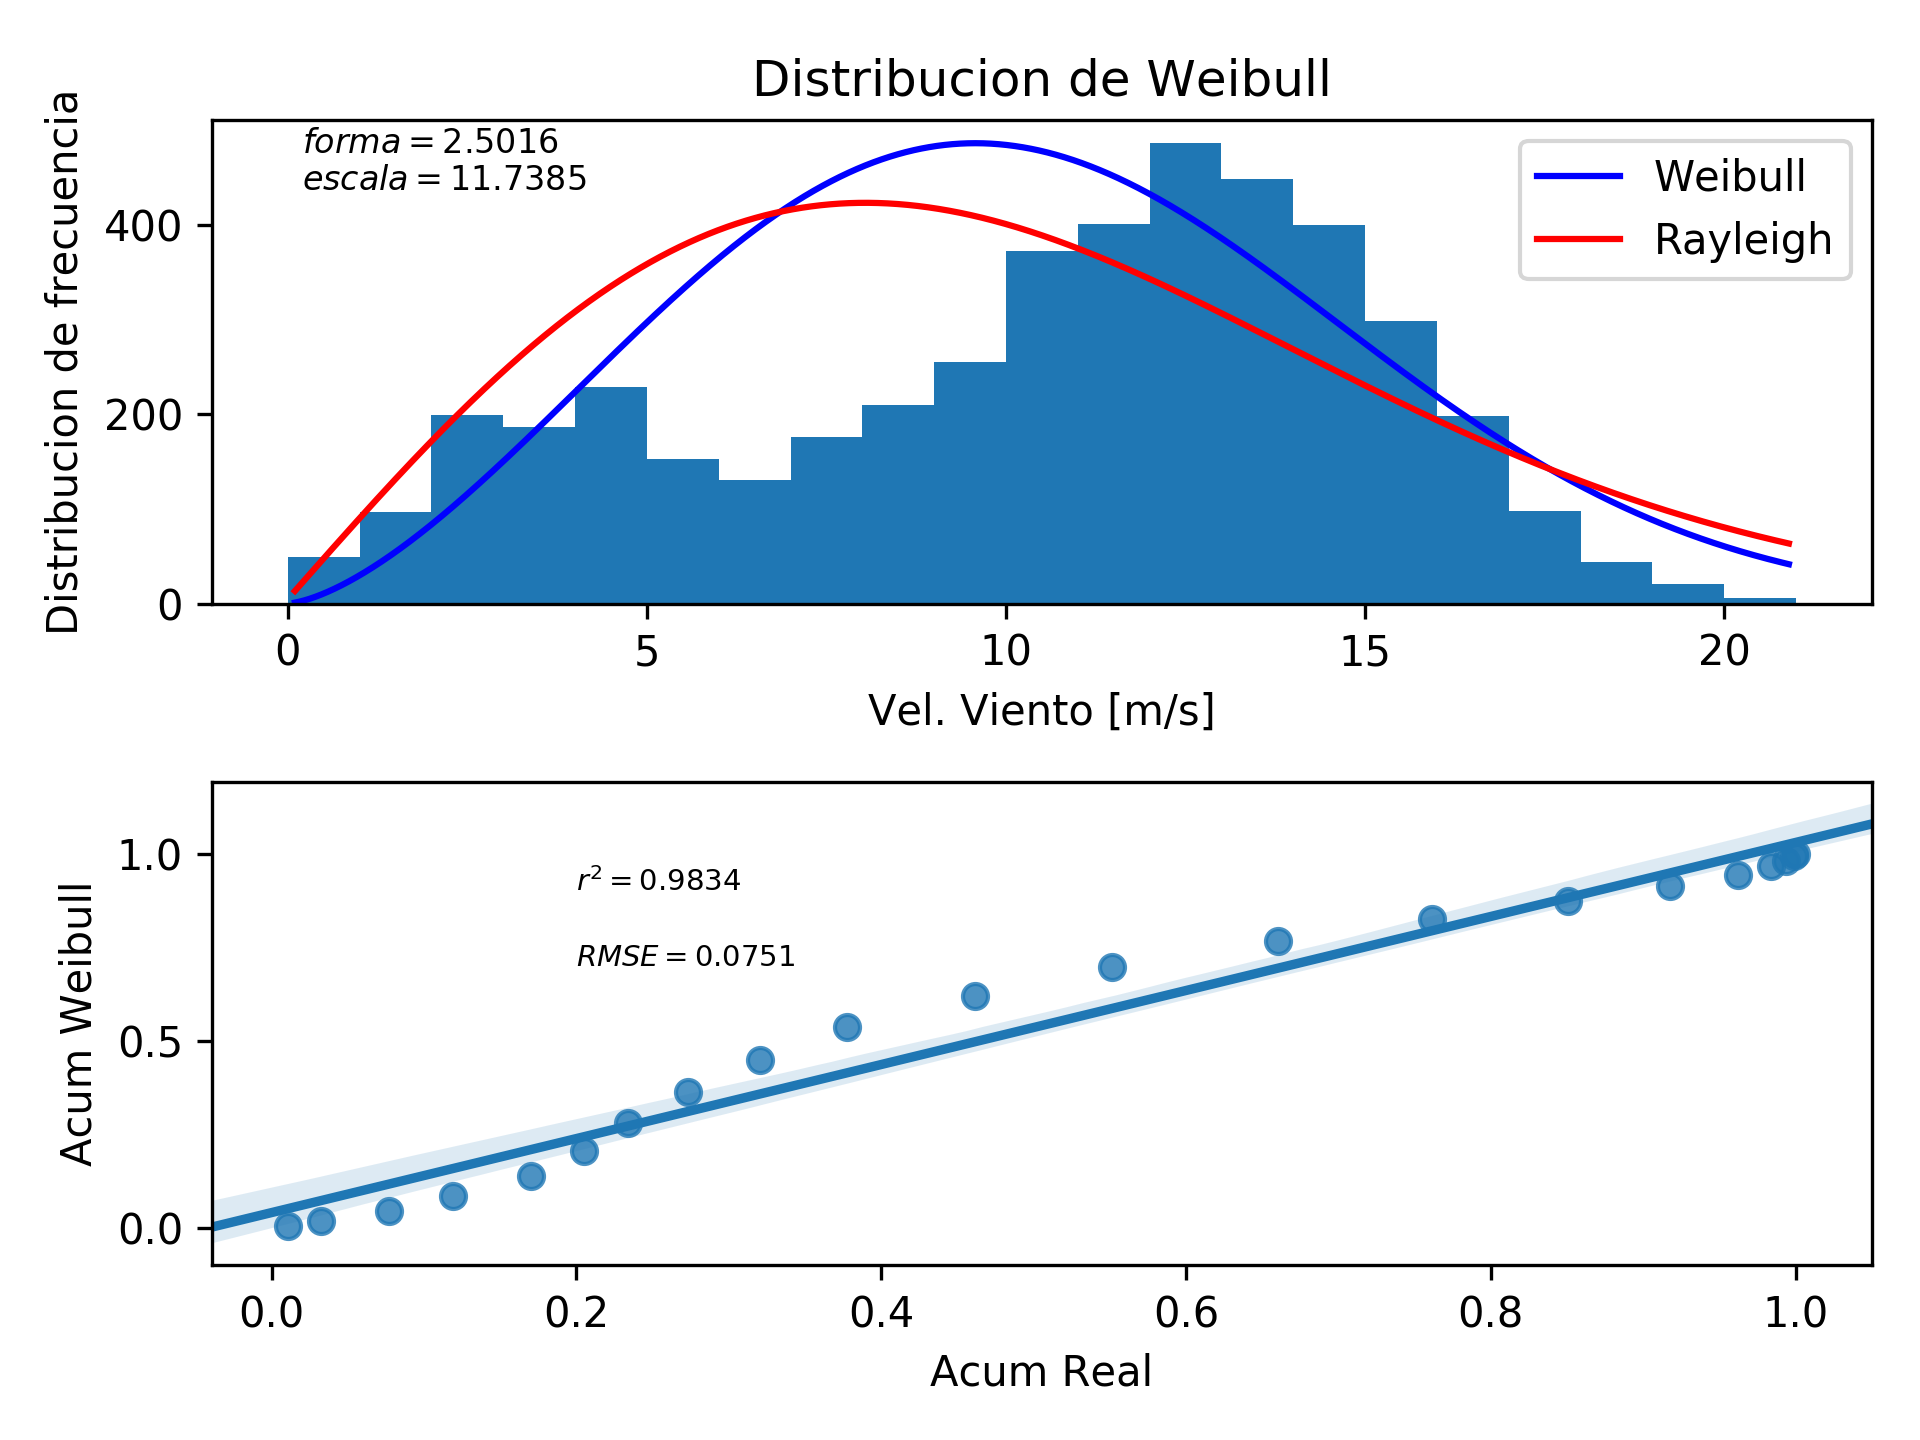 Distribucion de Weibull
forma = 2.5016
escala = 11.7385
Weibull
Rayleigh
Distribucion de frecuencia
400
200
0
0 5 10 15 20
Vel. Viento [m/s]
r² = 0.9834
RMSE = 0.0751
Acum Weibull
1.0
0.5
0.0
0.0 0.2 0.4 0.6 0.8 1.0
Acum Real